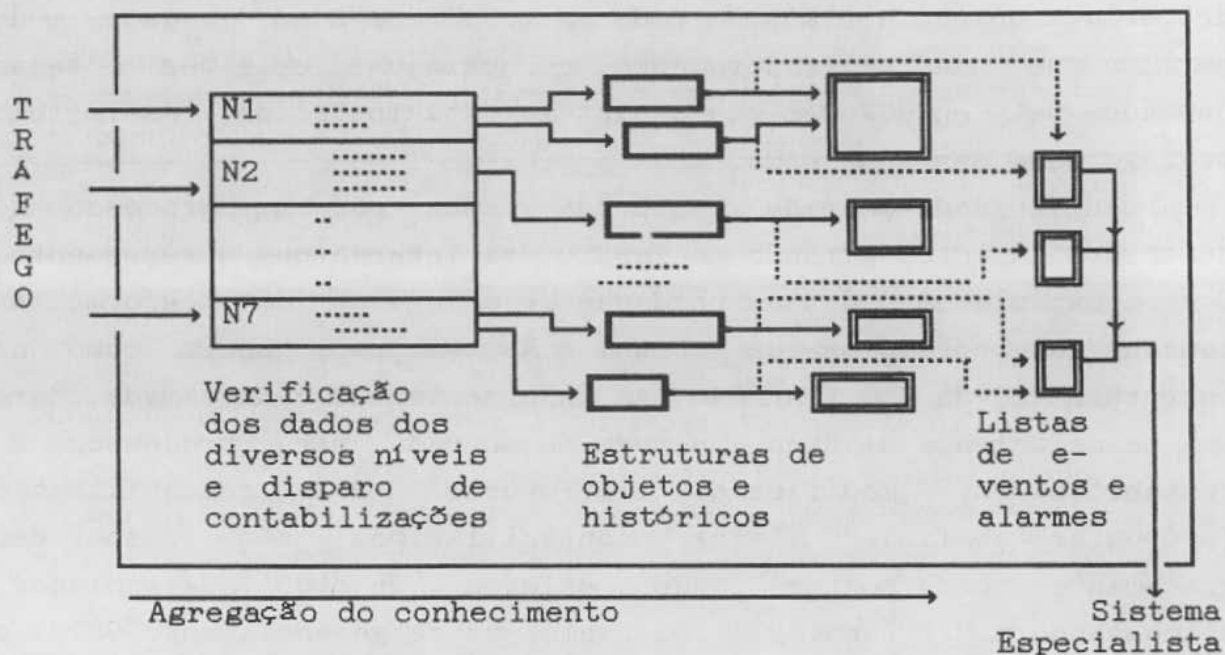 TRAFEGO
N1
N2
N7
Verificação
dos dados dos
diversos níveis
e disparo de
contabilizações
Estruturas de
objetos e
históricos
Listas
de e-
ventos e
alarmes
Agregação do conhecimento
Sistema
Especialista